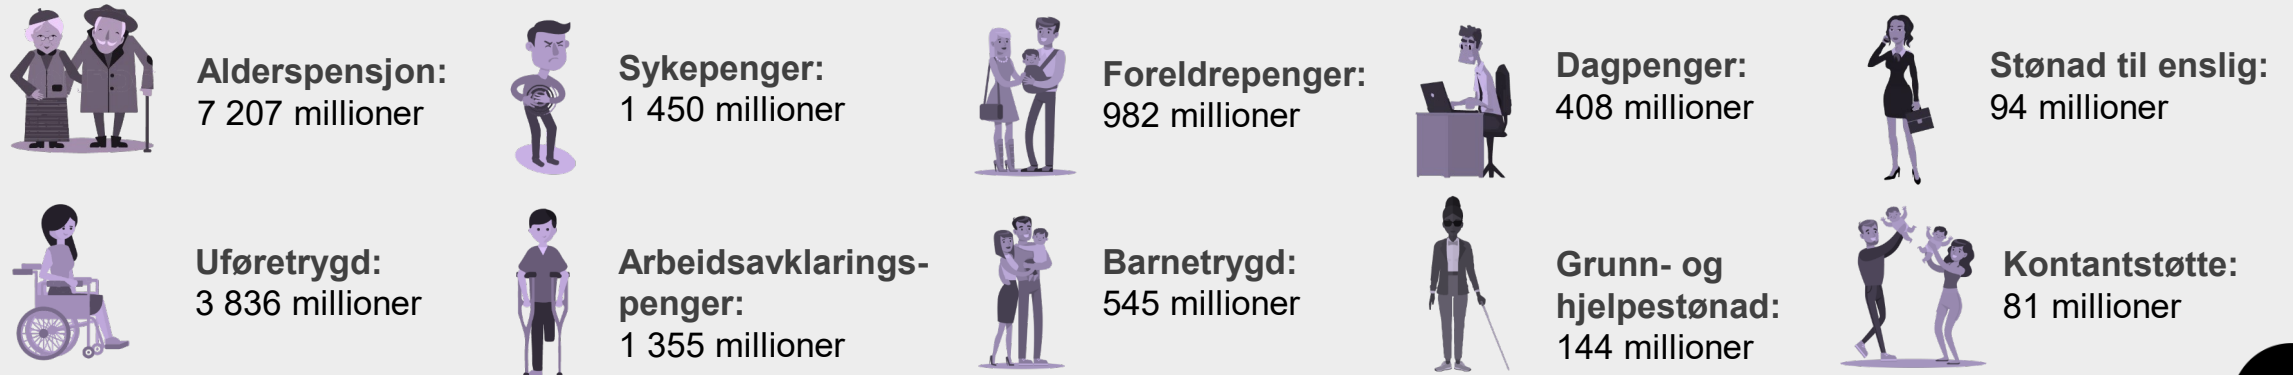 Alderspensjon:
7 207 millioner
Sykepenger:
1 450 millioner
Foreldrepenger:
982 millioner
Dagpenger:
408 millioner
Stønad til enslig:
94 millioner
Uføretrygd:
3 836 millioner
Arbeidsavklarings-
penger:
1 355 millioner
Barnetrygd:
545 millioner
Grunn- og
hjelpestønad:
144 millioner
Kontantstøtte:
81 millioner